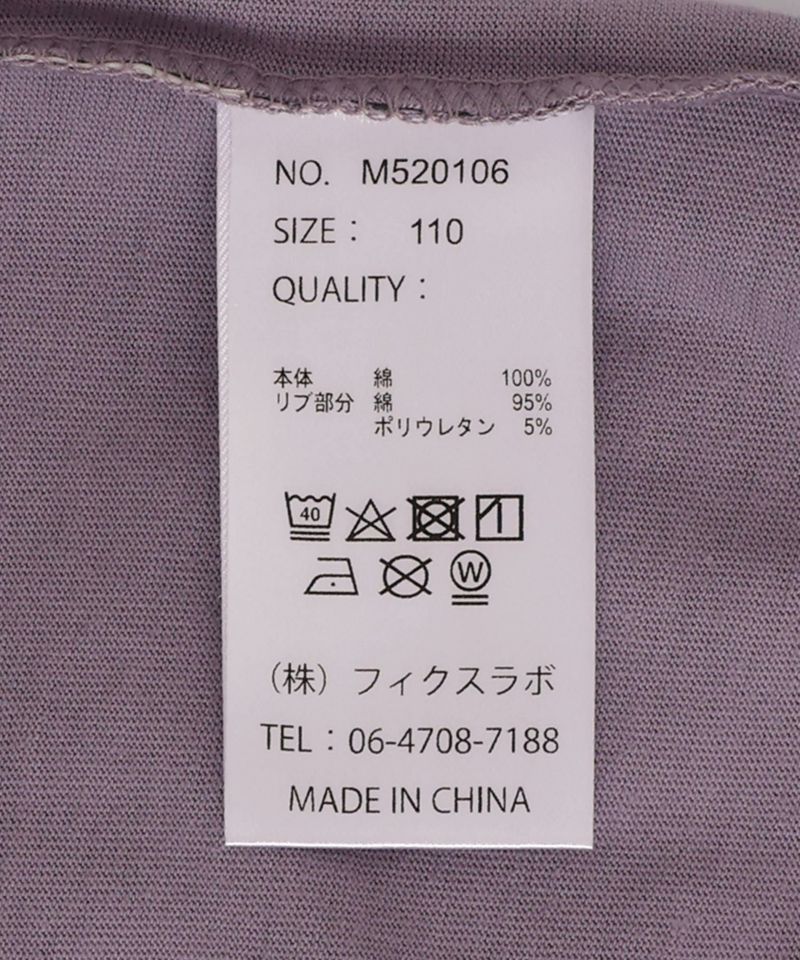 NO. M520106
SIZE： 110
QUALITY：
本体 綿 100%
リブ部分 綿 95%
ポリウレタン 5%
40
W
（株）フィクスラボ
TEL：06-4708-7188
MADE IN CHINA